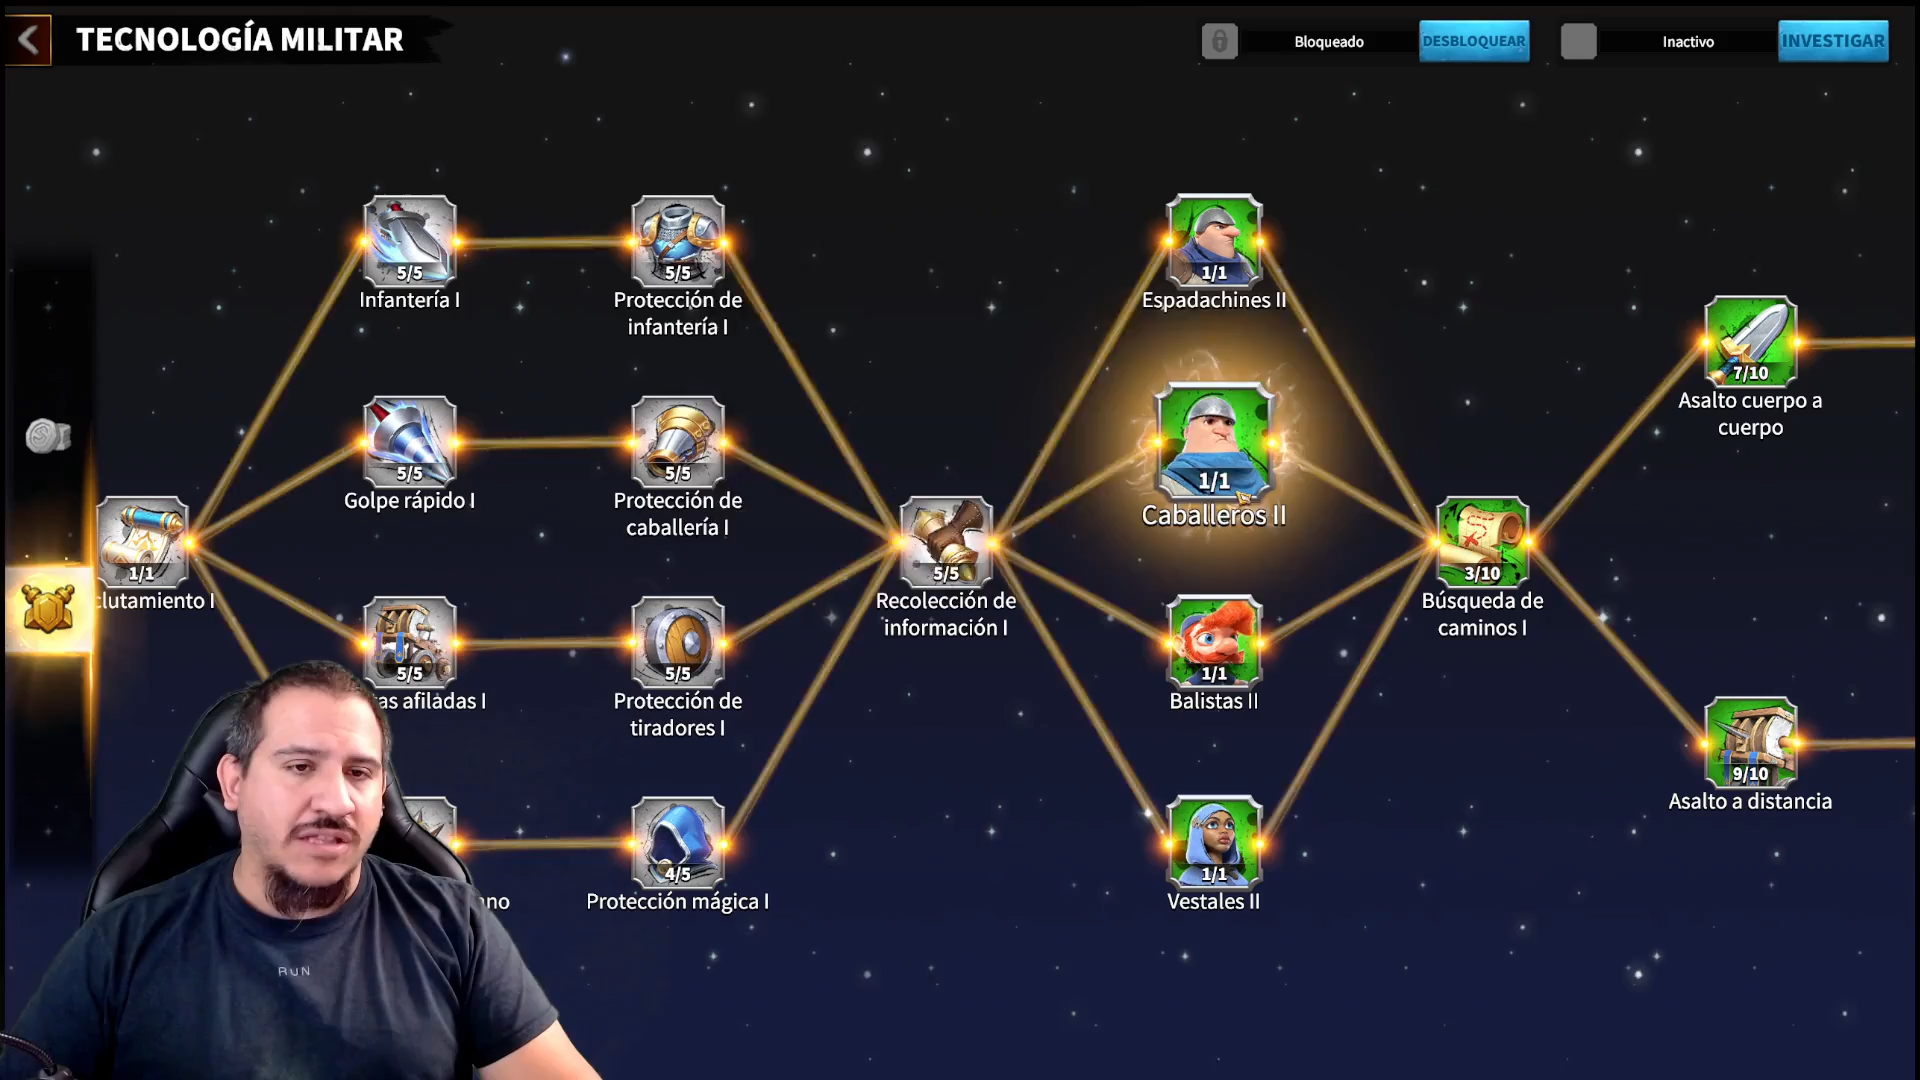 TECNOLOGÍA MILITAR
Bloqueado
DESBLOQUEAR
Inactivo
INVESTIGAR
5/5
Infantería I
5/5
Protección de
infantería I
1/1
Espadachines II
7/10
Asalto cuerpo a
cuerpo
5/5
Golpe rápido I
5/5
Protección de
caballería I
1/1
Caballeros II
1/1
clutamiento I
5/5
Recolección de
información I
3/10
Búsqueda de
caminos I
5/5
as afiladas I
5/5
Protección de
tiradores I
1/1
Balistas II
9/10
Asalto a distancia
4/5
Protección mágica I
1/1
Vestales II
RUN